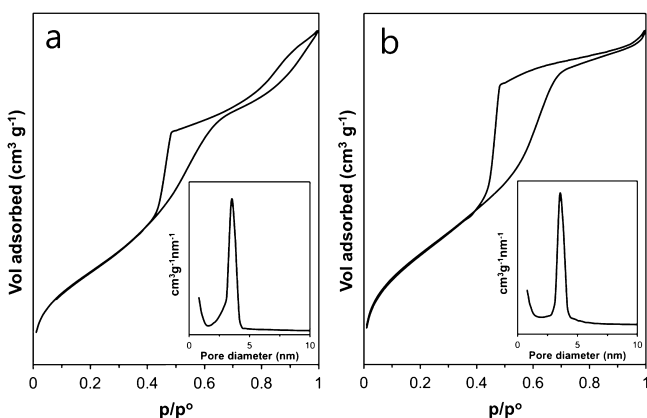 a
Vol adsorbed (cm³ g⁻¹)
cm³g⁻¹nm⁻¹
0 5 10
Pore diameter (nm)
0 0.2 0.4 0.6 0.8 1
p/pº
b
Vol adsorbed (cm³ g⁻¹)
cm³g⁻¹nm⁻¹
0 5 10
Pore diameter (nm)
0 0.2 0.4 0.6 0.8 1
p/pº